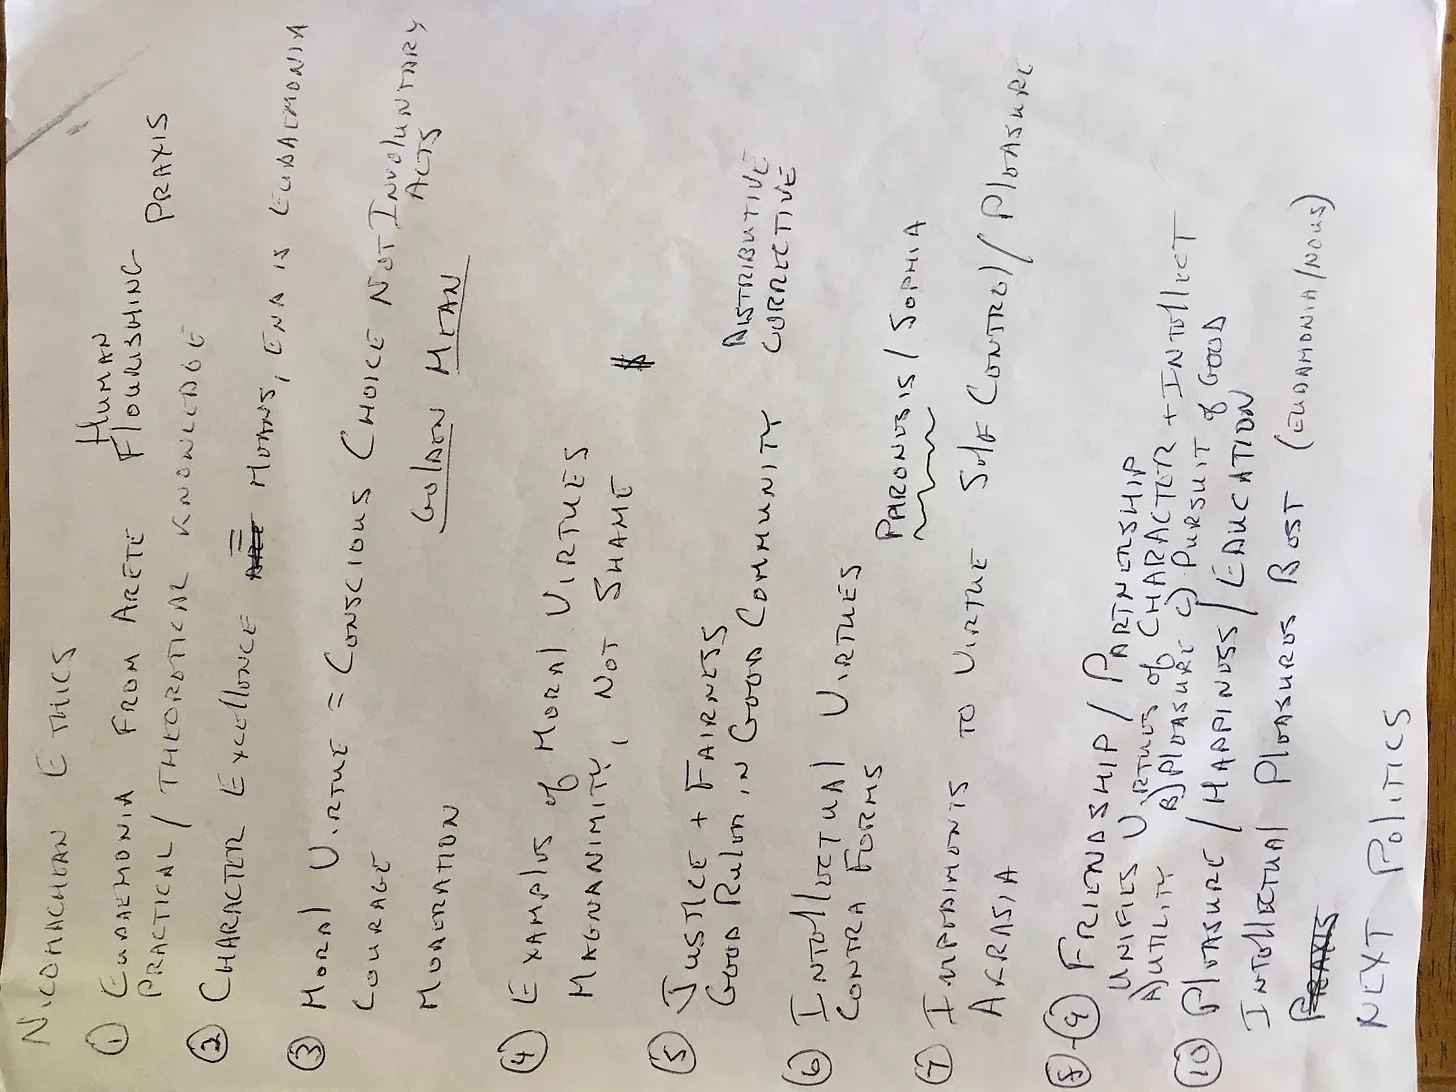 NICOMACHEAN ETHICS
① EUDAEMONIA FROM ARETE HUMAN FLOURISHING PRAXIS
PRACTICAL/THEORETICAL KNOWLEDGE
② CHARACTER EXCELLENCE = MEANS, END IS EUDAEMONIA
③ MORAL VIRTUE = CONSCIOUS CHOICE NOT INVOLUNTARY ACTS
COURAGE
MODERATION GOLDEN MEAN
④ EXAMPLES of MORAL VIRTUES
MAGNANIMITY, NOT SHAME
⑤ JUSTICE + FAIRNESS DISTRIBUTIVE
GOOD RULER IN GOOD COMMUNITY CORRECTIVE
⑥ INTELLECTUAL VIRTUES PARONESIS/SOPHIA
CONTRA FORMS
⑦ IMPEDIMENTS TO VIRTUE SELF CONTROL/PLEASURE
AKRASIA
⑧-⑨ FRIENDSHIP/PARTNERSHIP
UNIFIES VIRTUES of CHARACTER + INTELLECT
A) UTILITY B) PLEASURE C) PURSUIT of GOOD
⑩ PLEASURE/HAPPINESS/EDUCATION
INTELLECTUAL PLEASURES BEST (EUDAMONIA/NOUS)
PRAXIS
NEXT POLITICS